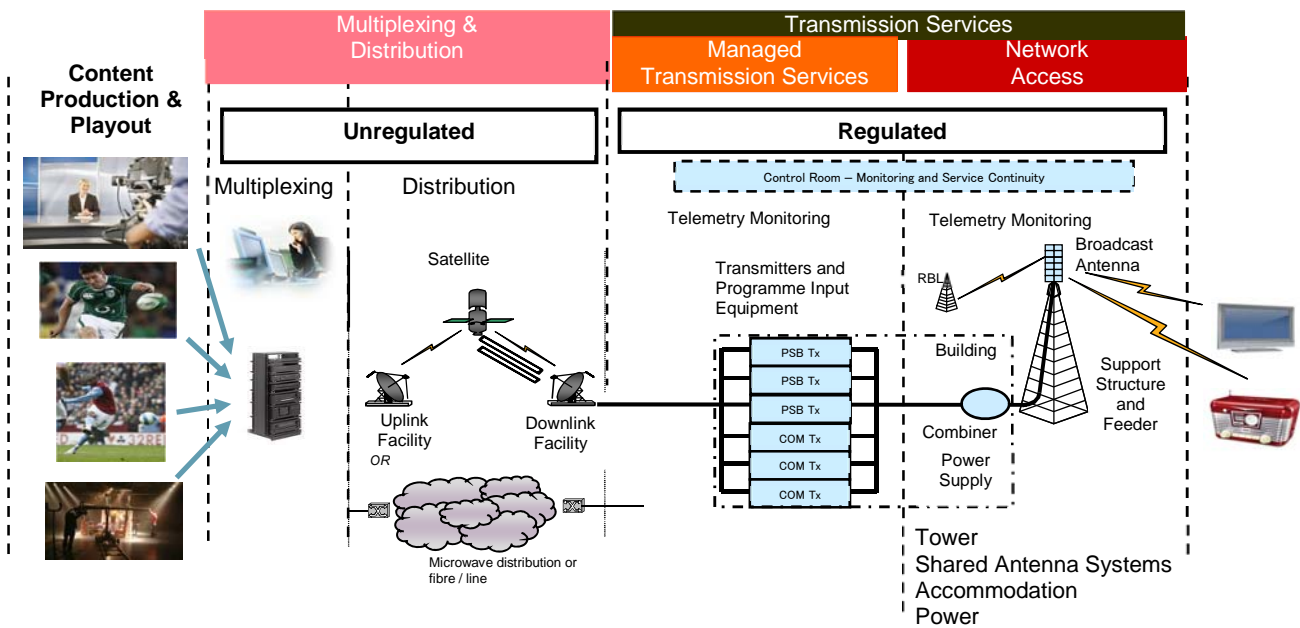 Multiplexing &
Distribution
Transmission Services
Managed
Transmission Services
Network
Access
Content
Production &
Playout
Unregulated
Regulated
Multiplexing
Distribution
Control Room – Monitoring and Service Continuity
Telemetry Monitoring
Telemetry Monitoring
Satellite
Transmitters and
Programme Input
Equipment
RBL
Broadcast
Antenna
PSB Tx
PSB Tx
PSB Tx
COM Tx
COM Tx
COM Tx
Building
Support
Structure
and
Feeder
Uplink
Facility
OR
Downlink
Facility
Combiner
Power
Supply
Microwave distribution or
fibre / line
Tower
Shared Antenna Systems
Accommodation
Power